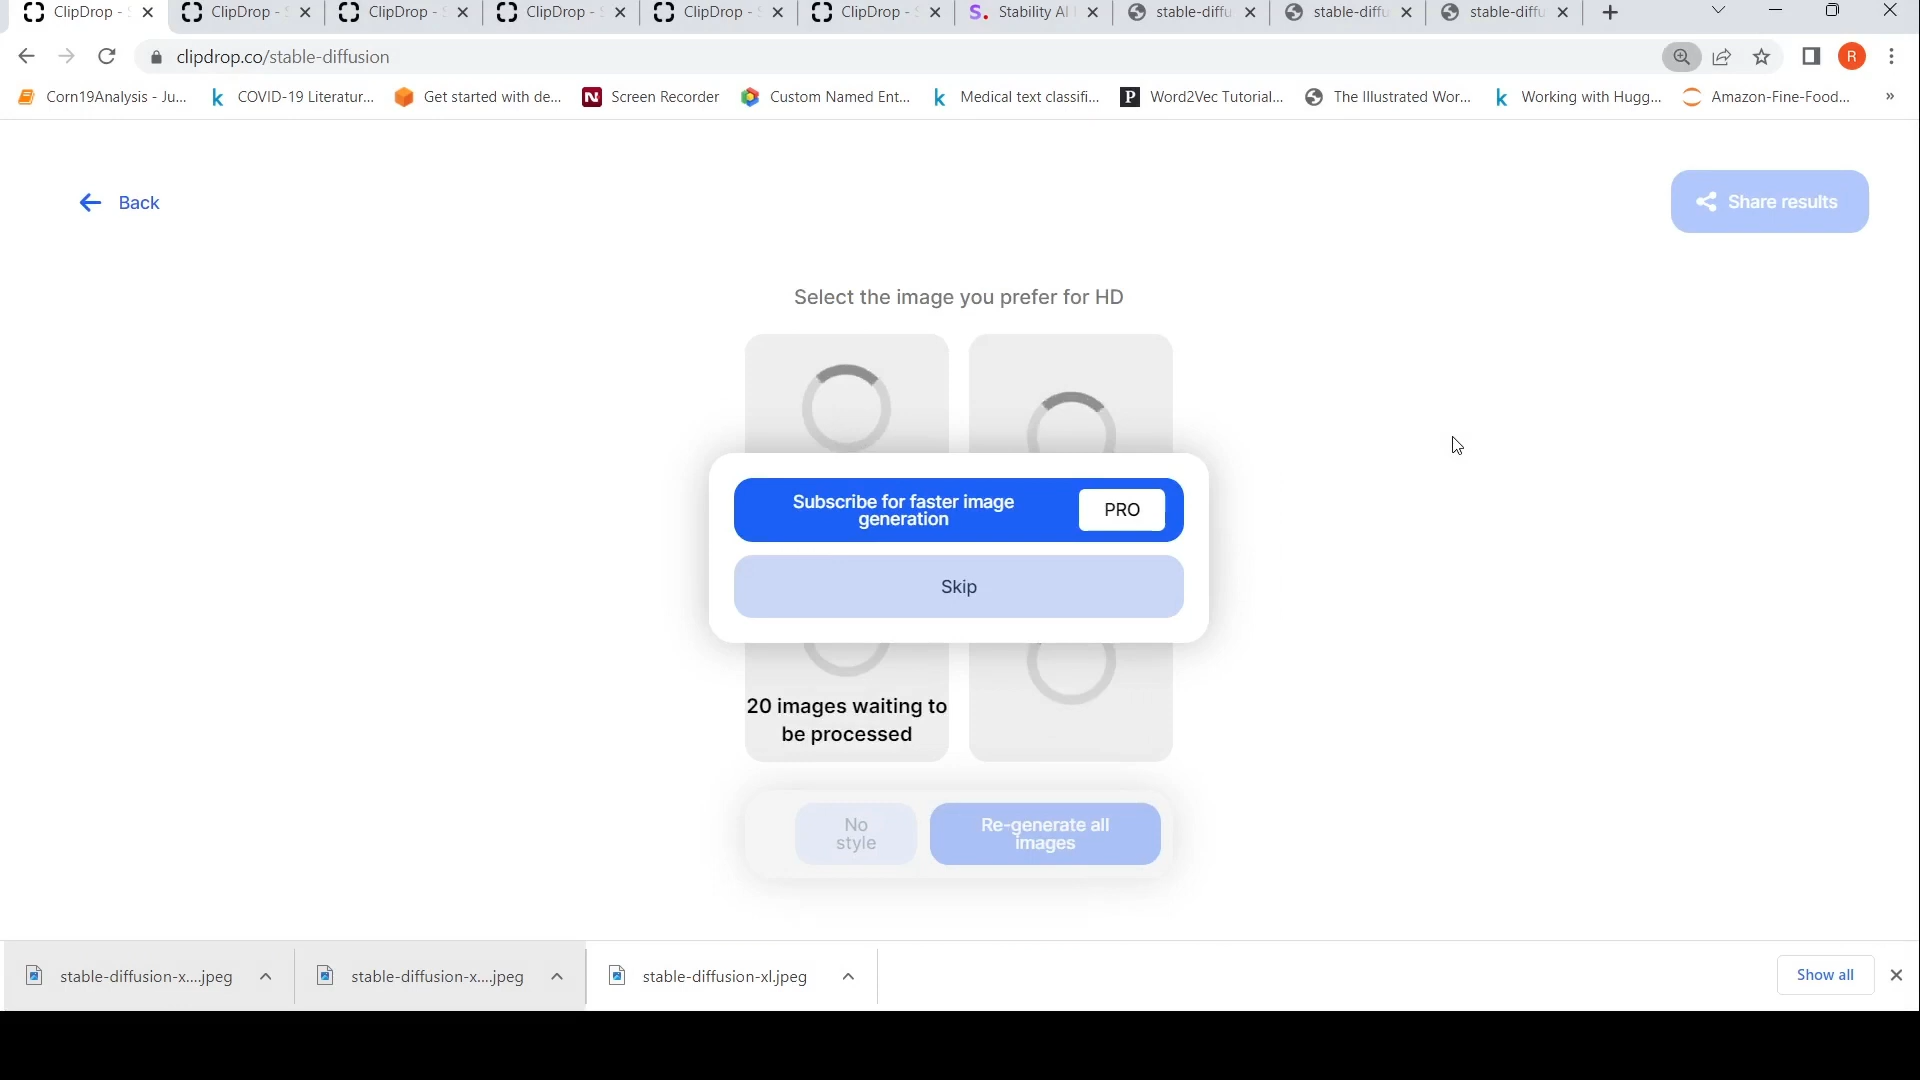 ClipDrop -
ClipDrop -
ClipDrop -
ClipDrop -
ClipDrop -
ClipDrop -
S. Stability AI
stable-diffu
stable-diffu
stable-diffu
clipdrop.co/stable-diffusion
R
Corn19Analysis - Ju...
COVID-19 Literatur...
Get started with de...
Screen Recorder
Custom Named Ent...
Medical text classifi...
Word2Vec Tutorial...
The Illustrated Wor...
Working with Hugg...
Amazon-Fine-Food...
»
Back
Share results
Select the image you prefer for HD
Subscribe for faster image
generation
PRO
Skip
20 images waiting to
be processed
No
style
Re-generate all
images
stable-diffusion-x....jpeg
stable-diffusion-x....jpeg
stable-diffusion-xl.jpeg
Show all